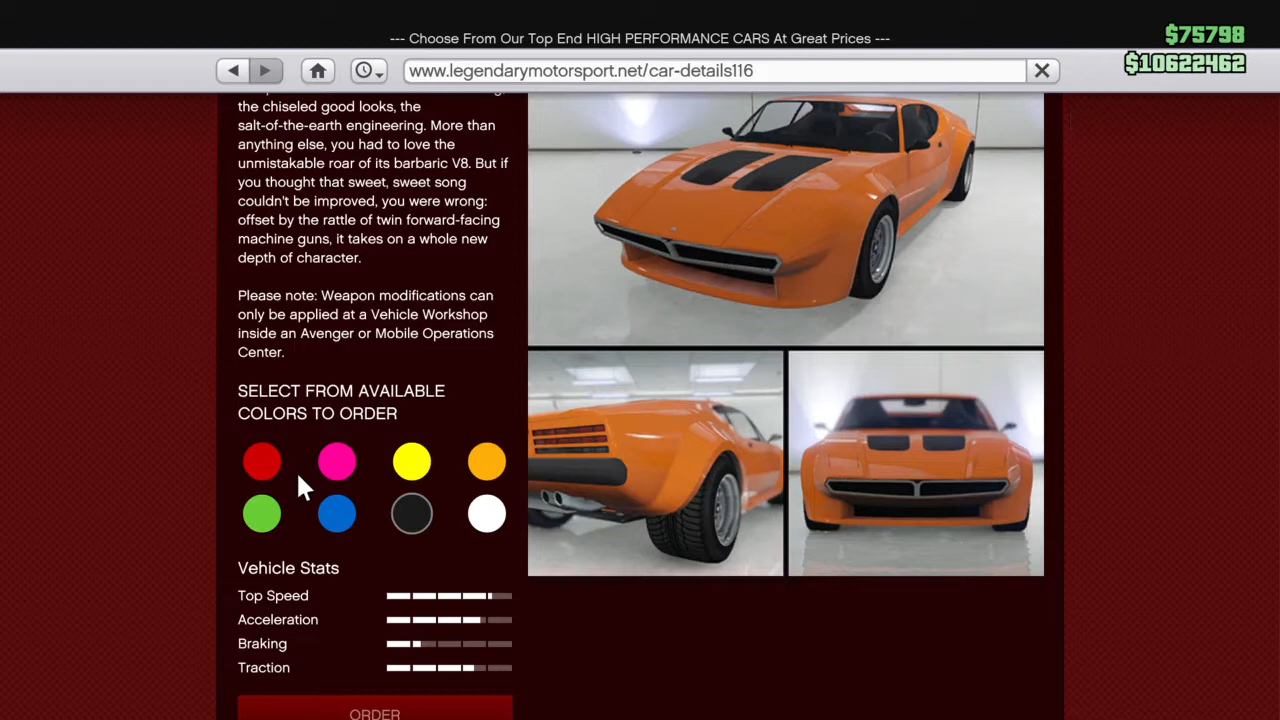 --- Choose From Our Top End HIGH PERFORMANCE CARS At Great Prices ---
$75798
$10622462
www.legendarymotorsport.net/car-details116
the chiseled good looks, the
salt-of-the-earth engineering. More than
anything else, you had to love the
unmistakable roar of its barbaric V8. But if
you thought that sweet, sweet song
couldn't be improved, you were wrong:
offset by the rattle of twin forward-facing
machine guns, it takes on a whole new
depth of character.
Please note: Weapon modifications can
only be applied at a Vehicle Workshop
inside an Avenger or Mobile Operations
Center.
SELECT FROM AVAILABLE
COLORS TO ORDER
Vehicle Stats
Top Speed
Acceleration
Braking
Traction
ORDER